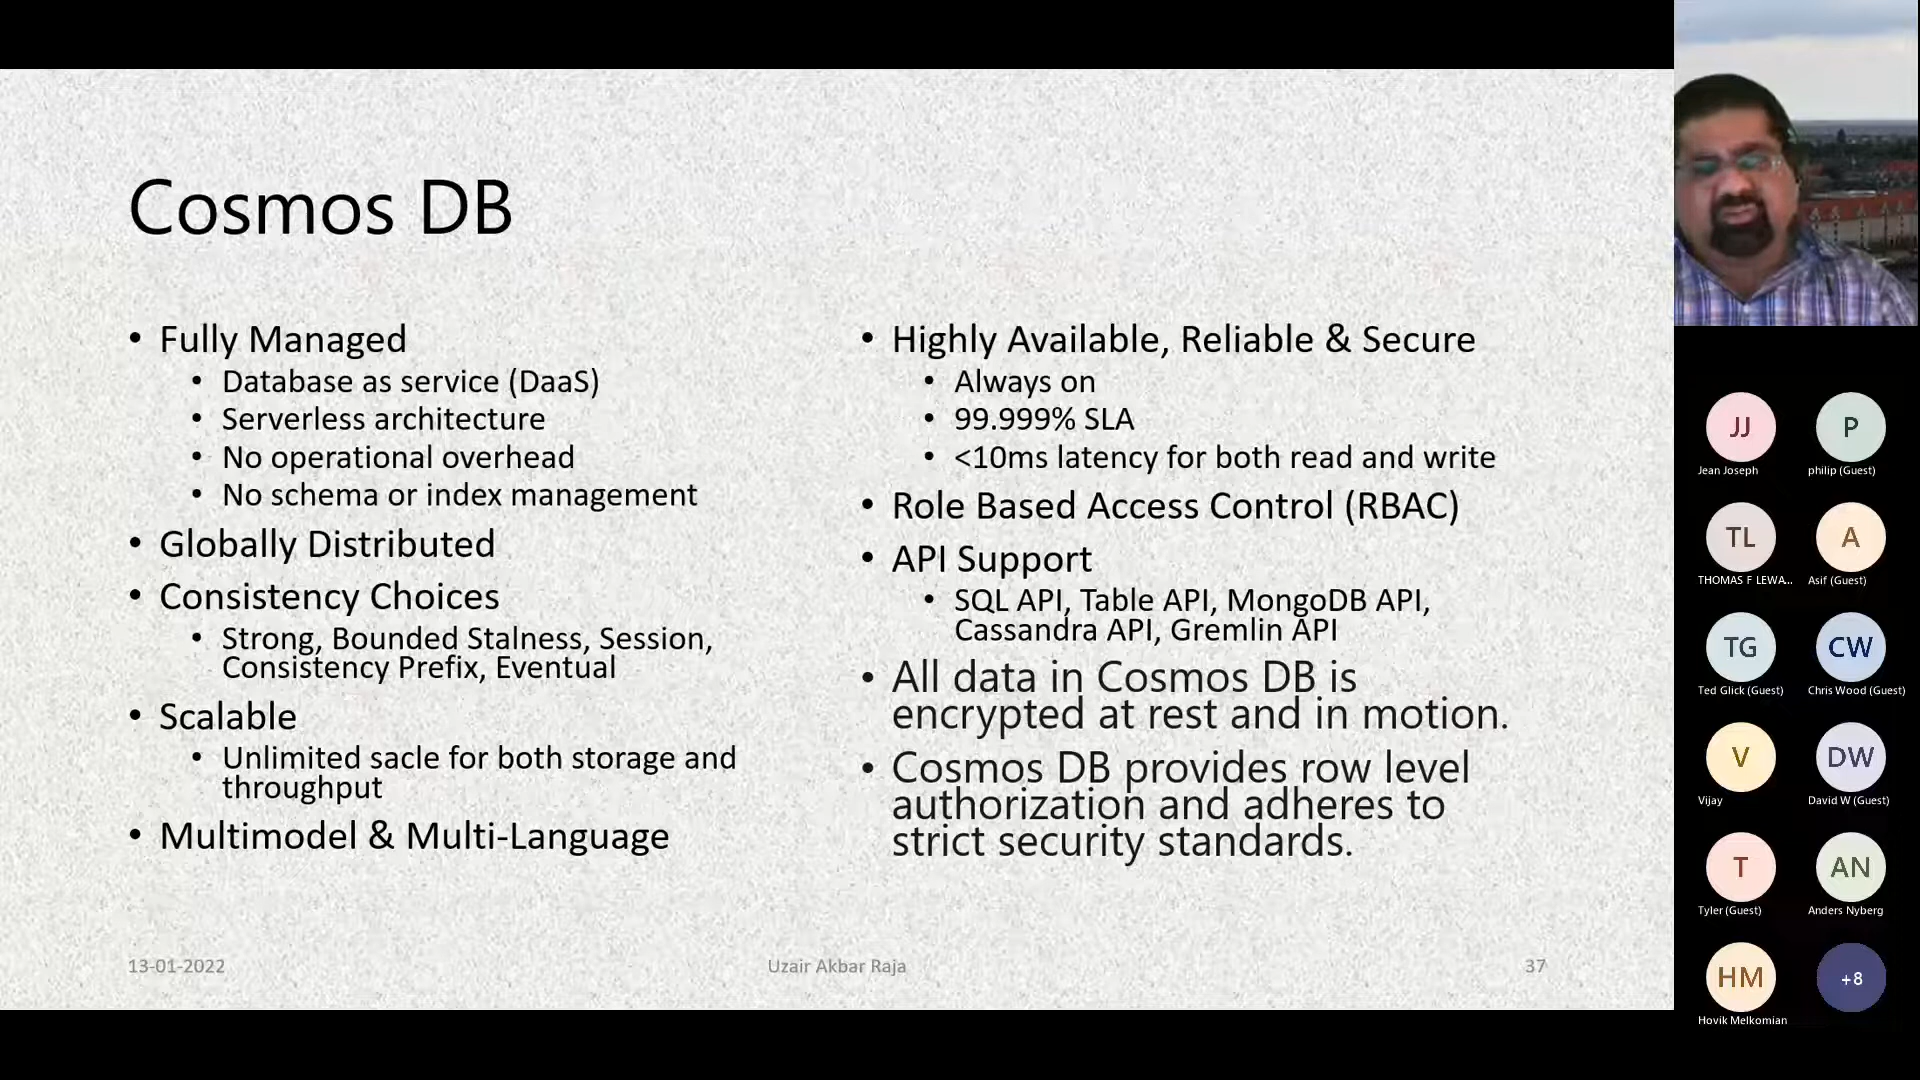 Cosmos DB
• Fully Managed
• Database as service (DaaS)
• Serverless architecture
• No operational overhead
• No schema or index management
• Globally Distributed
• Consistency Choices
• Strong, Bounded Stalness, Session,
Consistency Prefix, Eventual
• Scalable
• Unlimited sacle for both storage and
throughput
• Multimodel & Multi-Language
• Highly Available, Reliable & Secure
• Always on
• 99.999% SLA
• <10ms latency for both read and write
• Role Based Access Control (RBAC)
• API Support
• SQL API, Table API, MongoDB API,
Cassandra API, Gremlin API
• All data in Cosmos DB is
encrypted at rest and in motion.
• Cosmos DB provides row level
authorization and adheres to
strict security standards.
13-01-2022
Uzair Akbar Raja
37
JJ
Jean Joseph
P
philip (Guest)
TL
THOMAS F LEWA...
A
Asif (Guest)
TG
Ted Glick (Guest)
CW
Chris Wood (Guest)
V
Vijay
DW
David W (Guest)
T
Tyler (Guest)
AN
Anders Nyberg
HM
Hovik Melkomian
+8